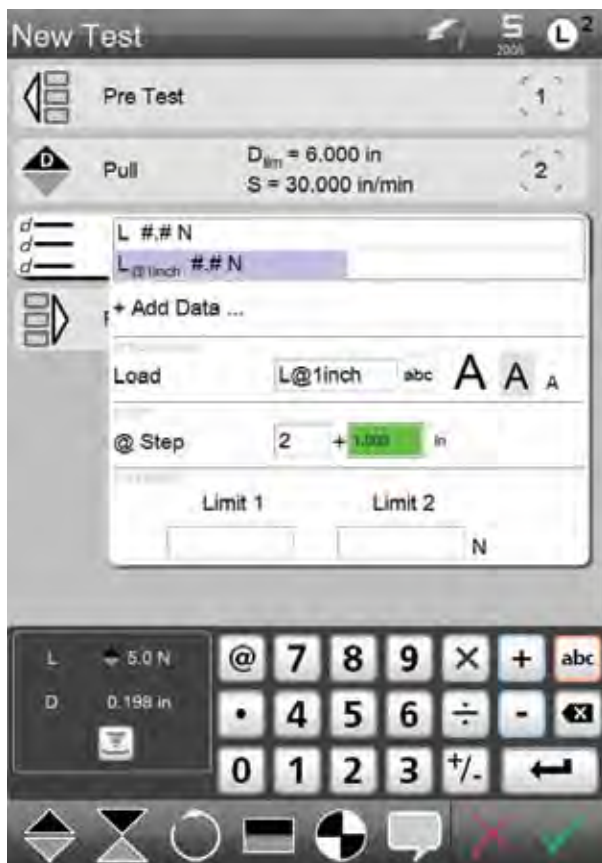 New Test
S
2005
L 2
Pre Test
1
D
Pull
Dlim = 6.000 in
S = 30.000 in/min
2
d
d
d
L #.# N
L@1inch #.# N
+ Add Data ...
Load L@1inch abc A A A
@ Step 2 + 1.000 in
Limit 1 Limit 2
N
L 5.0 N
D 0.198 in
@ 7 8 9 × + abc
• 4 5 6 ÷ -
0 1 2 3 +/-